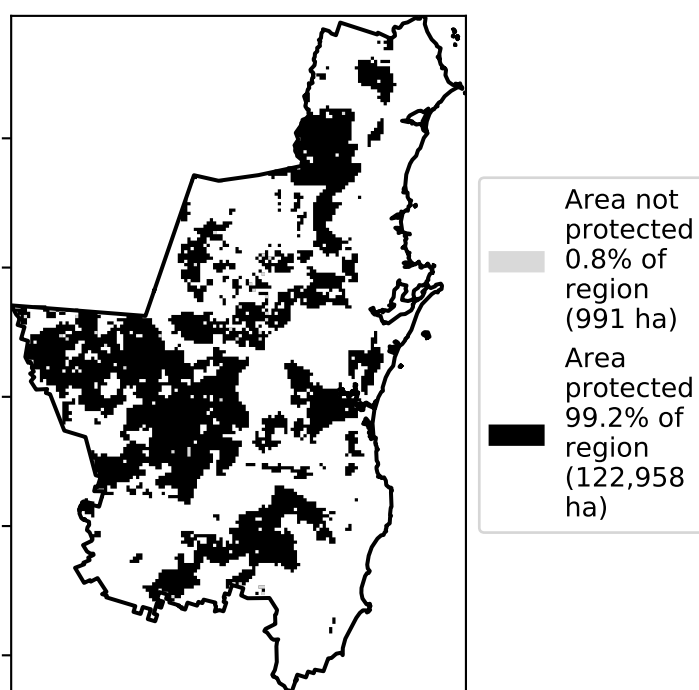 Area not
protected
0.8% of
region
(991 ha)
Area
protected
99.2% of
region
(122,958
ha)